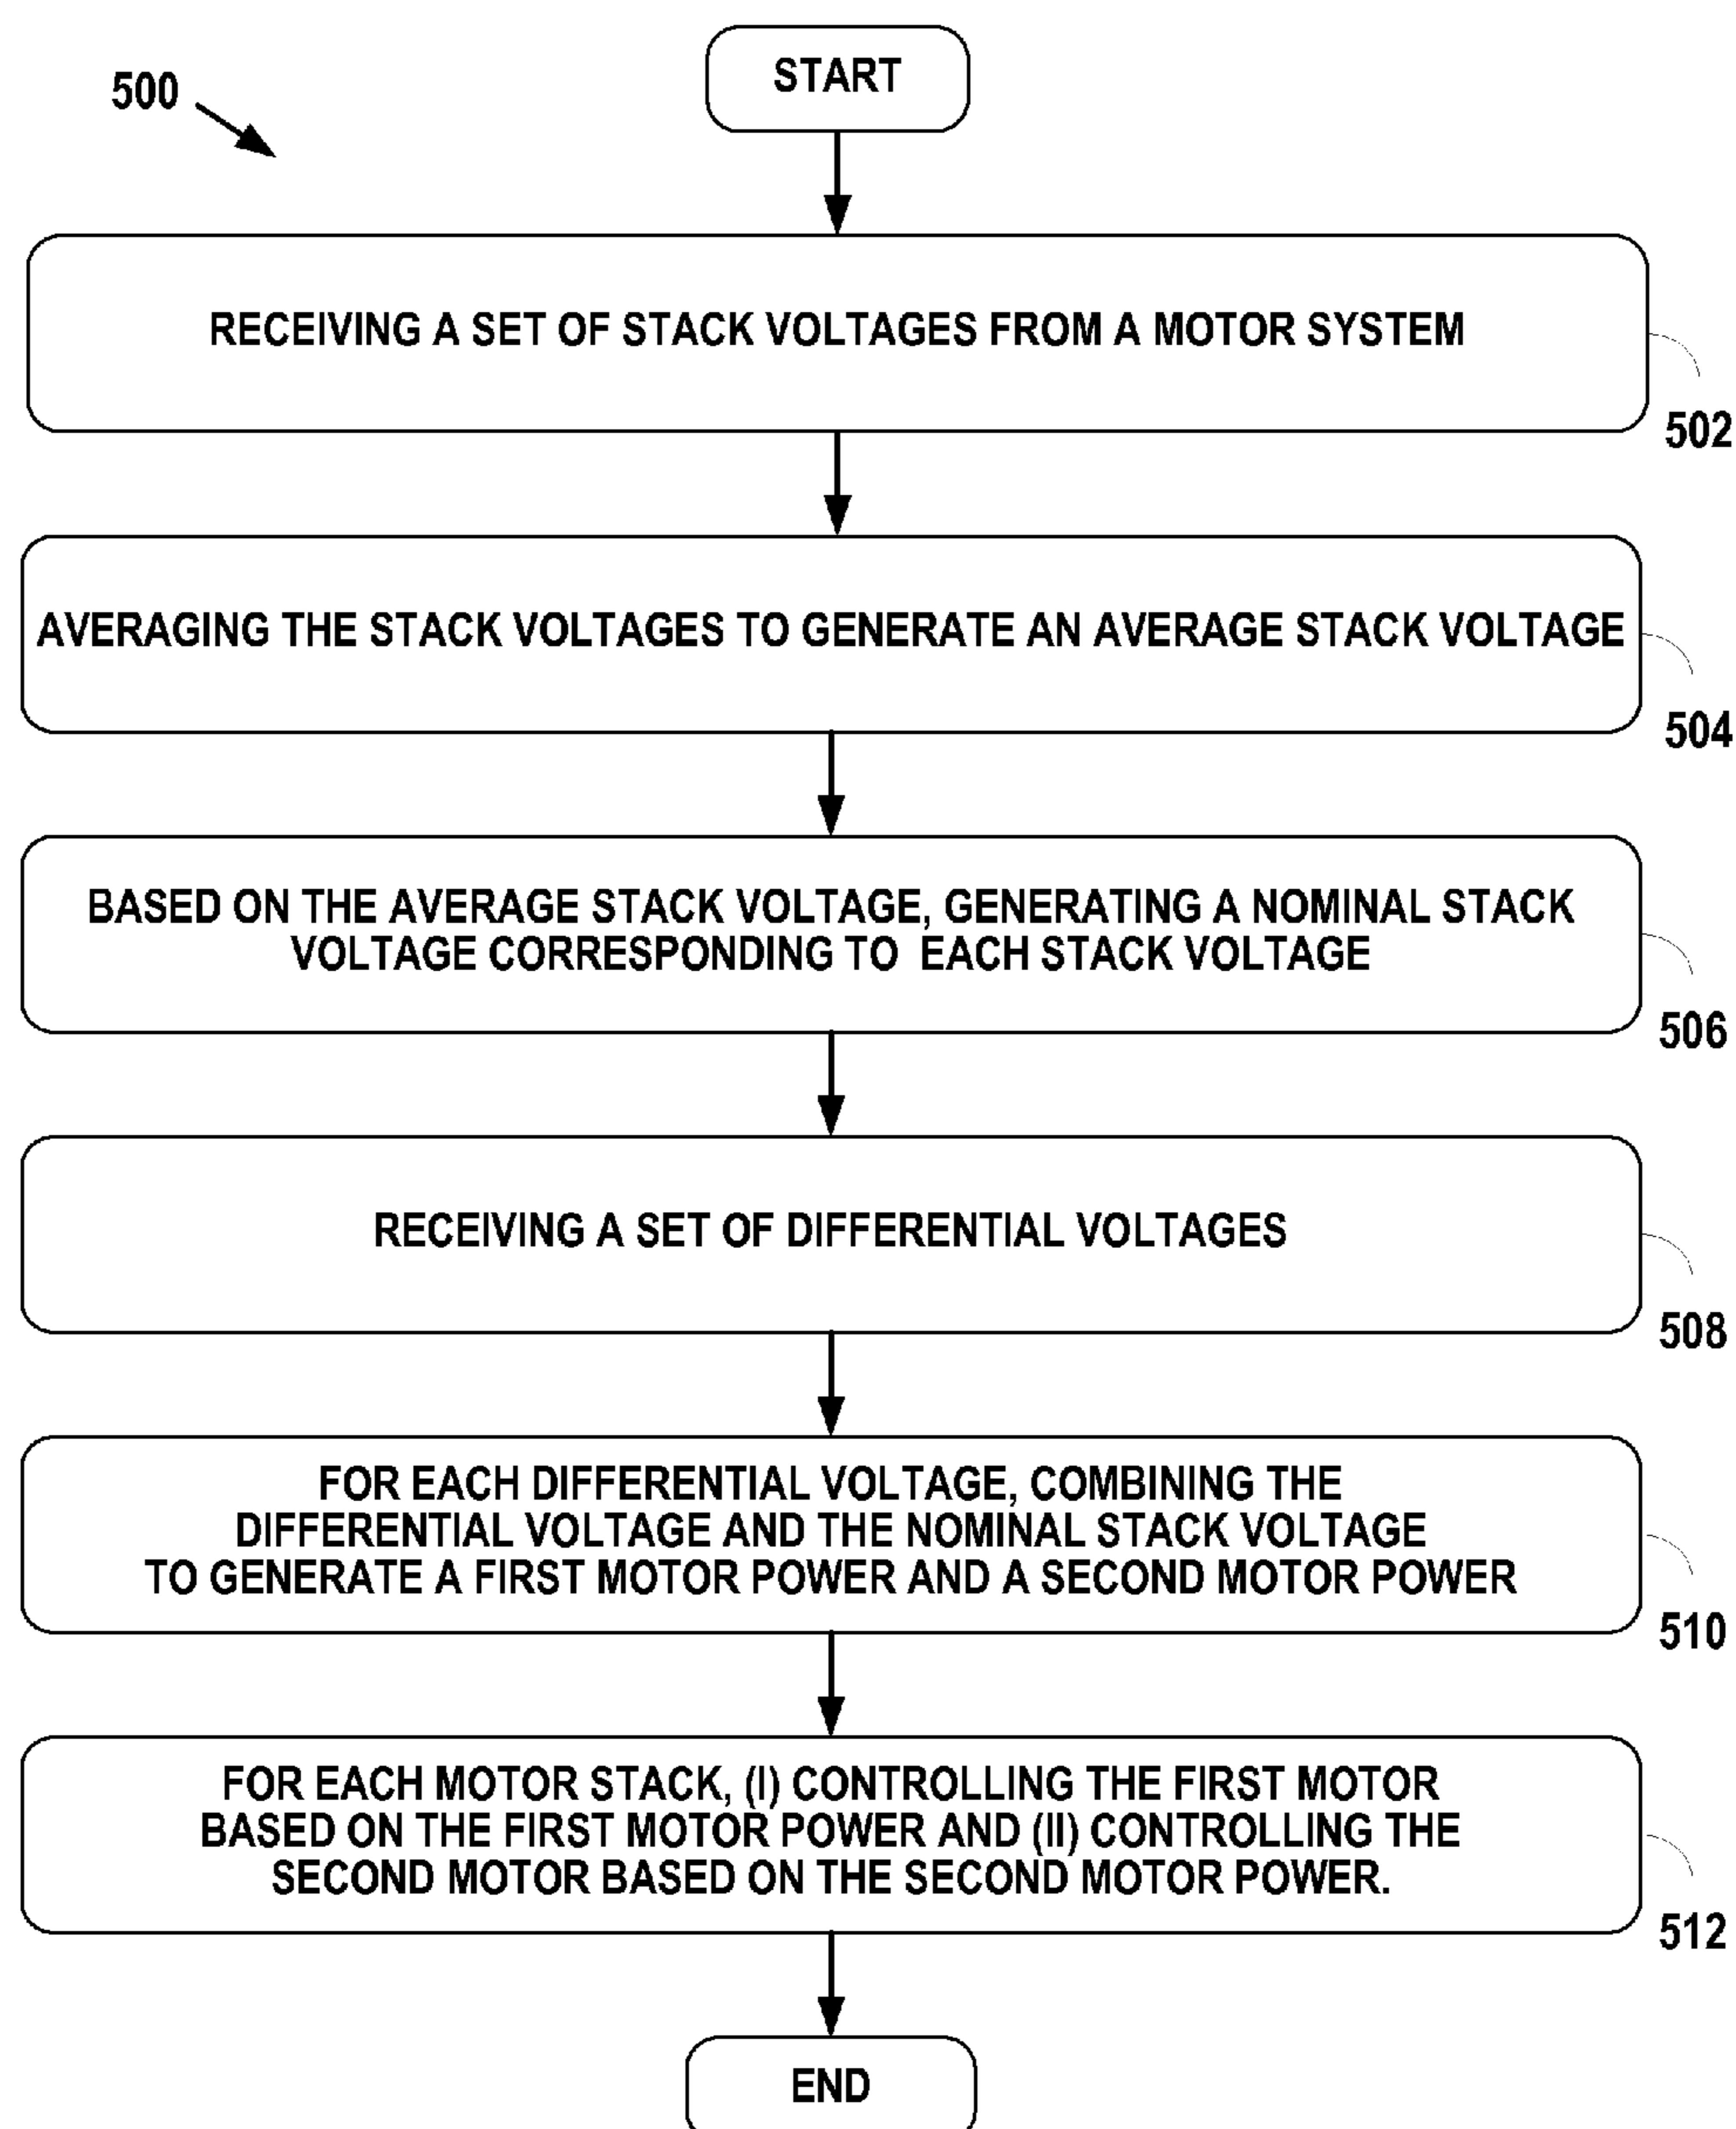 500
START
RECEIVING A SET OF STACK VOLTAGES FROM A MOTOR SYSTEM
502
AVERAGING THE STACK VOLTAGES TO GENERATE AN AVERAGE STACK VOLTAGE
504
BASED ON THE AVERAGE STACK VOLTAGE, GENERATING A NOMINAL STACK
VOLTAGE CORRESPONDING TO EACH STACK VOLTAGE
506
RECEIVING A SET OF DIFFERENTIAL VOLTAGES
508
FOR EACH DIFFERENTIAL VOLTAGE, COMBINING THE
DIFFERENTIAL VOLTAGE AND THE NOMINAL STACK VOLTAGE
TO GENERATE A FIRST MOTOR POWER AND A SECOND MOTOR POWER
510
FOR EACH MOTOR STACK, (I) CONTROLLING THE FIRST MOTOR
BASED ON THE FIRST MOTOR POWER AND (II) CONTROLLING THE
SECOND MOTOR BASED ON THE SECOND MOTOR POWER.
512
END